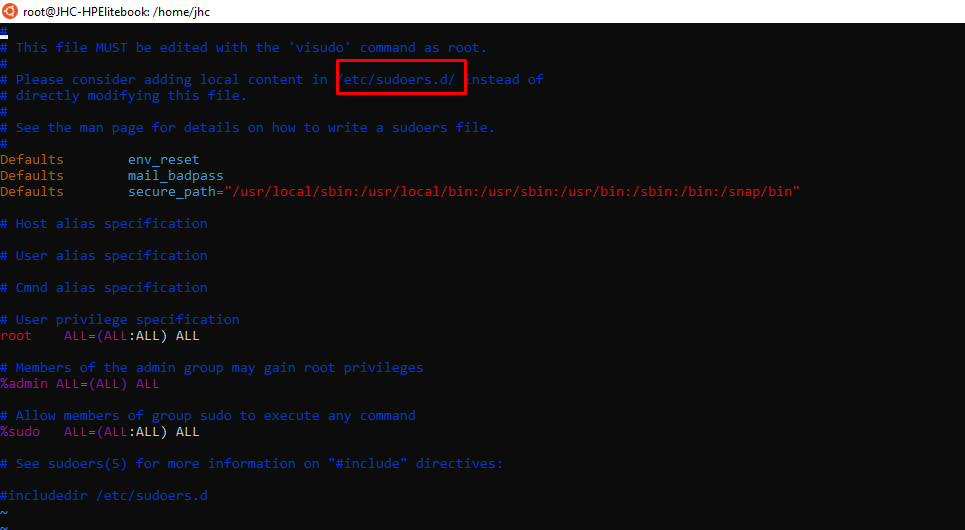 root@JHC-HPElitebook: /home/jhc
#
# This file MUST be edited with the 'visudo' command as root.
#
# Please consider adding local content in /etc/sudoers.d/ instead of
# directly modifying this file.
#
# See the man page for details on how to write a sudoers file.
#
Defaults        env_reset
Defaults        mail_badpass
Defaults        secure_path="/usr/local/sbin:/usr/local/bin:/usr/sbin:/usr/bin:/sbin:/bin:/snap/bin"
# Host alias specification
# User alias specification
# Cmnd alias specification
# User privilege specification
root    ALL=(ALL:ALL) ALL
# Members of the admin group may gain root privileges
%admin ALL=(ALL) ALL
# Allow members of group sudo to execute any command
%sudo   ALL=(ALL:ALL) ALL
# See sudoers(5) for more information on "#include" directives:
#includedir /etc/sudoers.d
~
~